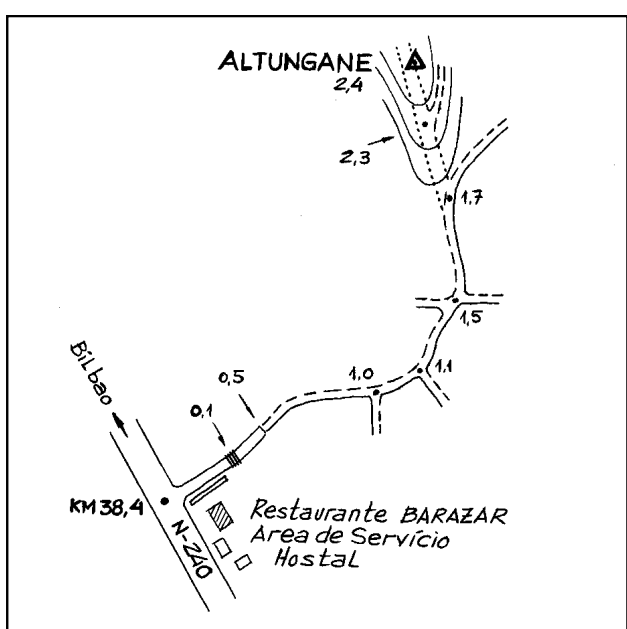 ALTUNGANE
2,4
2,3
1,7
1,5
1,1
1,0
0,5
0,1
Bilbao
KM 38,4
N-240
Restaurante BARAZAR
Area de Servicio
Hostal